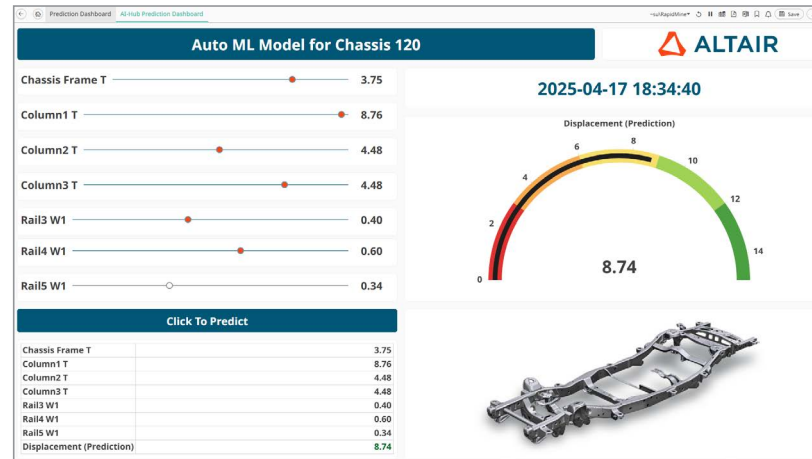 Prediction Dashboard AI-Hub Prediction Dashboard
Save
Auto ML Model for Chassis 120
ALTAIR
Chassis Frame T 3.75
Column1 T 8.76
Column2 T 4.48
Column3 T 4.48
Rail3 W1 0.40
Rail4 W1 0.60
Rail5 W1 0.34
2025-04-17 18:34:40
Displacement (Prediction)
0 2 4 6 8 10 12 14
8.74
Click To Predict
Chassis Frame T 3.75
Column1 T 8.76
Column2 T 4.48
Column3 T 4.48
Rail3 W1 0.40
Rail4 W1 0.60
Rail5 W1 0.34
Displacement (Prediction) 8.74